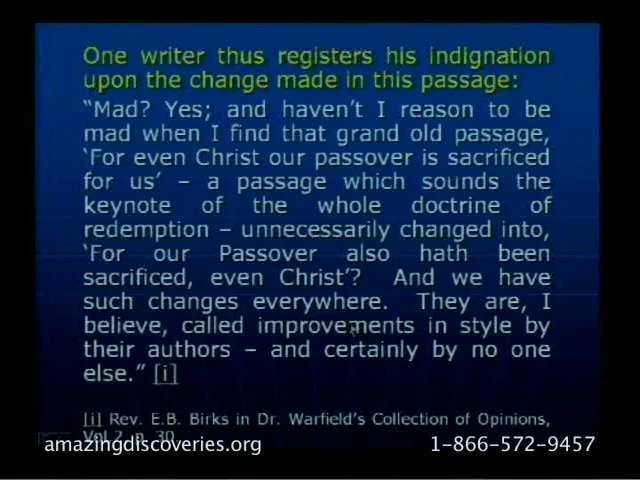 One writer thus registers his indignation
upon the change made in this passage:
“Mad? Yes; and haven’t I reason to be
mad when I find that grand old passage,
‘For even Christ our passover is sacrificed
for us’ – a passage which sounds the
keynote of the whole doctrine of
redemption – unnecessarily changed into,
‘For our Passover also hath been
sacrificed, even Christ’? And we have
such changes everywhere. They are, I
believe, called improvements in style by
their authors – and certainly by no one
else.” [i]
[i] Rev. E.B. Birks in Dr. Warfield’s Collection of Opinions,
Vol 2, p. 30
amazingdiscoveries.org 1-866-572-9457